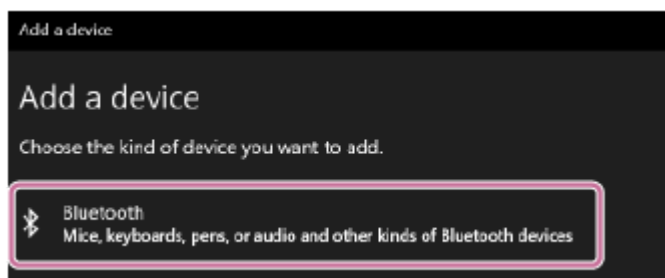 Add a device
Add a device
Choose the kind of device you want to add.
Bluetooth
Mice, keyboards, pens, or audio and other kinds of Bluetooth devices